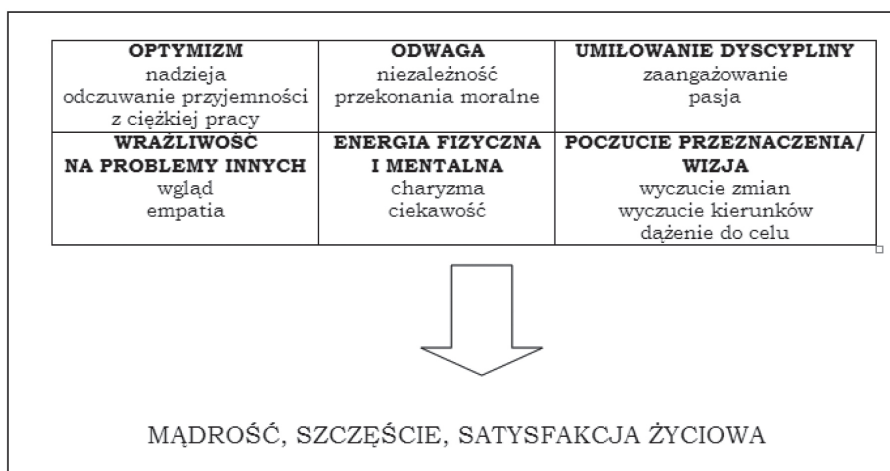 OPTYMIZM
nadzieja
odczuwanie przyjemności
z ciężkiej pracy
ODWAGA
niezależność
przekonania moralne
UMIŁOWANIE DYSCYPLINY
zaangażowanie
pasja
WRAŻLIWOŚĆ
NA PROBLEMY INNYCH
wgląd
empatia
ENERGIA FIZYCZNA
I MENTALNA
charyzma
ciekawość
POCZUCIE PRZEZNACZENIA/
WIZJA
wyczucie zmian
wyczucie kierunków
dążenie do celu
MĄDROŚĆ, SZCZĘŚCIE, SATYSFAKCJA ŻYCIOWA